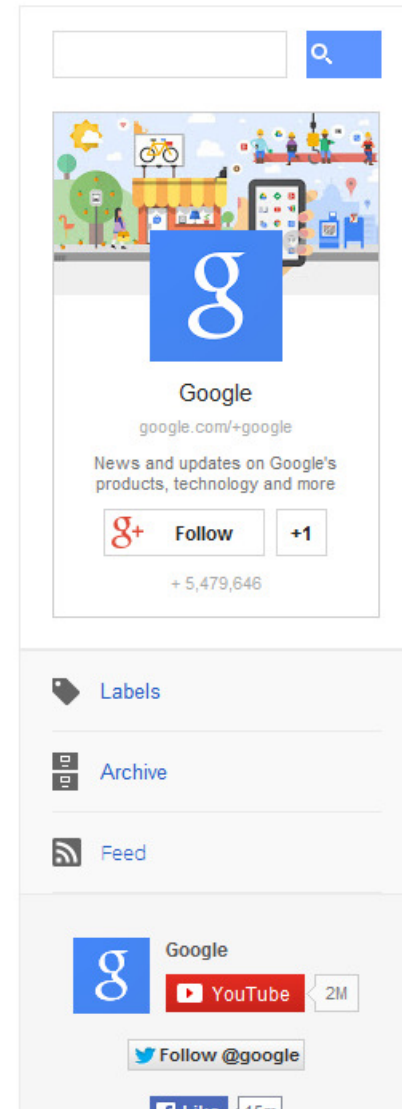 g
Google
google.com/+google
News and updates on Google's
products, technology and more
g+ Follow +1
+ 5,479,646
Labels
Archive
Feed
g
Google
YouTube 2M
Follow @google
Like